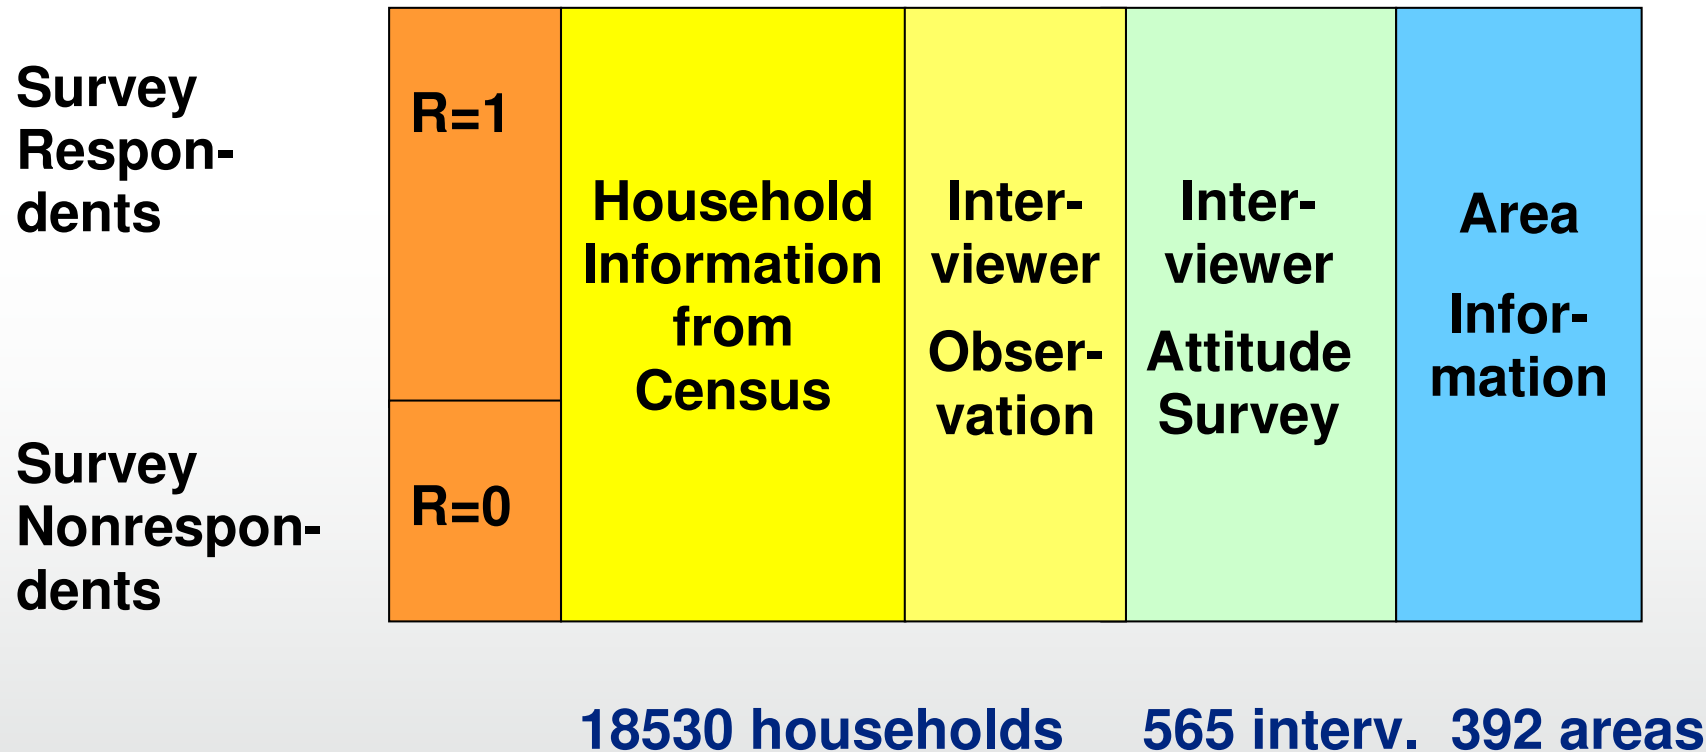 Survey
Respon-
dents
R=1
Household
Information
from
Census
Inter-
viewer
Obser-
vation
Inter-
viewer
Attitude
Survey
Area
Infor-
mation
Survey
Nonrespon-
dents
R=0
18530 households 565 interv. 392 areas